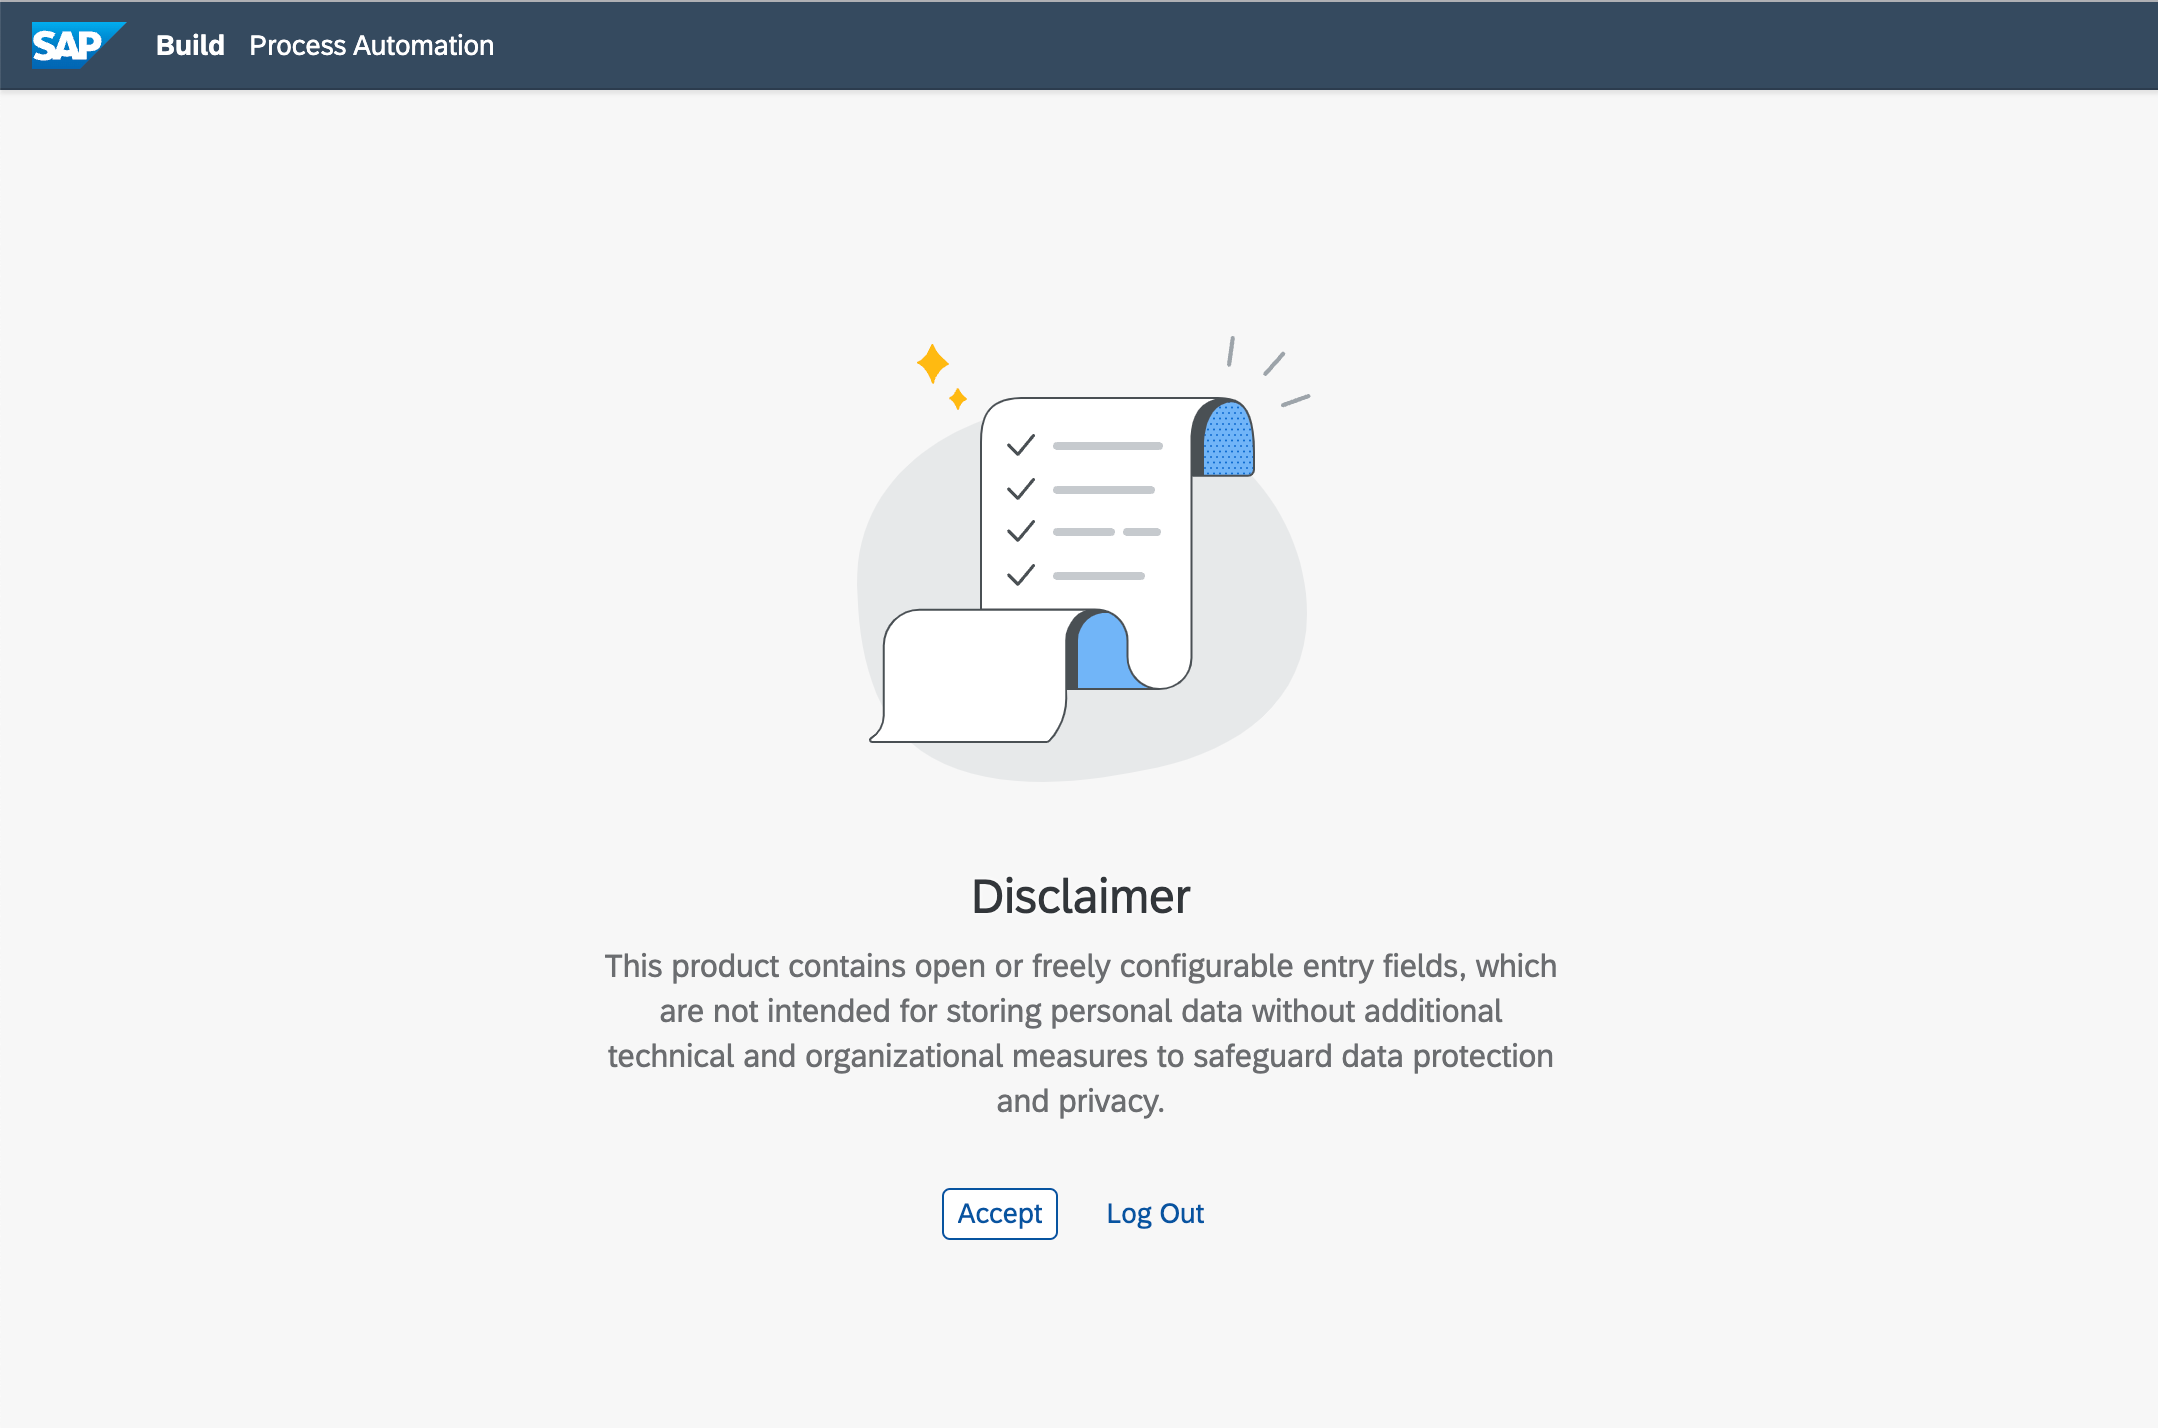 SAP Build Process Automation
Disclaimer
This product contains open or freely configurable entry fields, which
are not intended for storing personal data without additional
technical and organizational measures to safeguard data protection
and privacy.
Accept Log Out